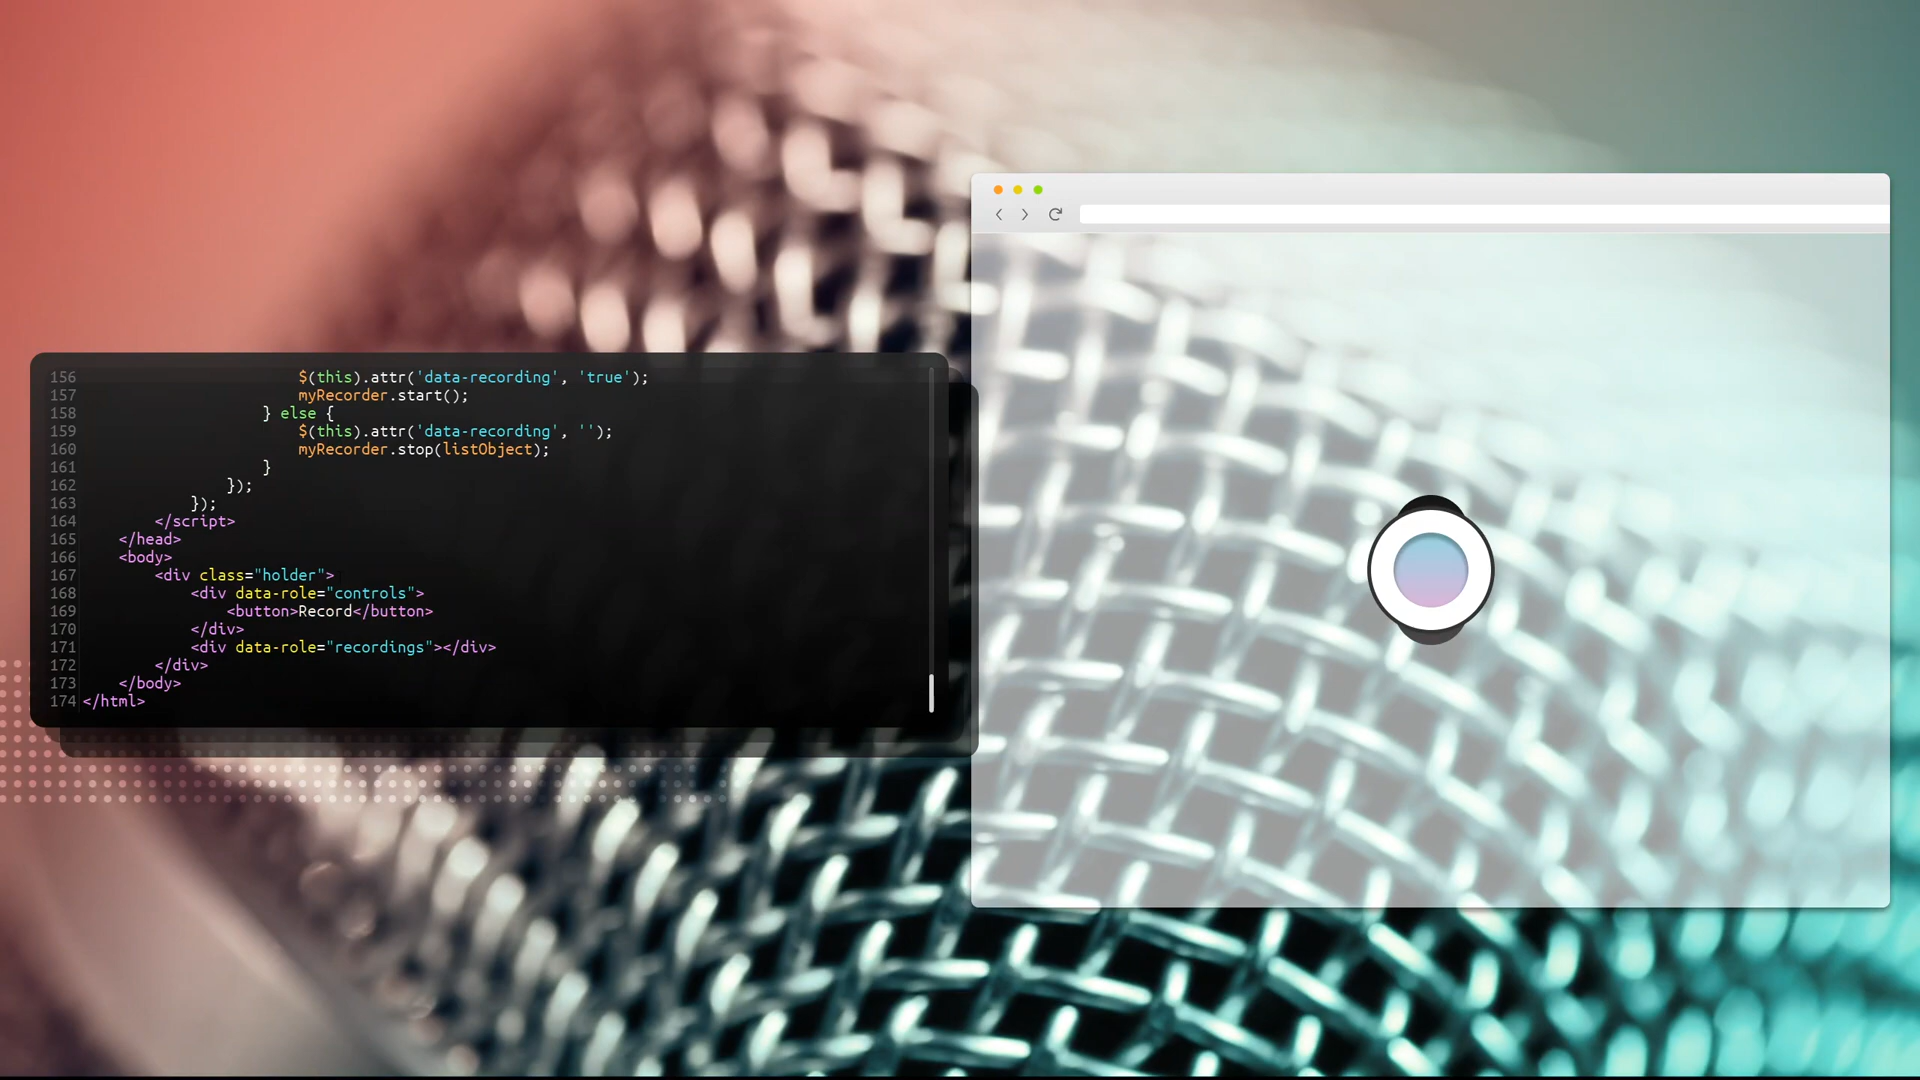 156 $(this).attr('data-recording', 'true');
157 myRecorder.start();
158 } else {
159 $(this).attr('data-recording', '');
160 myRecorder.stop(listObject);
161 }
162 });
163 });
164 </script>
165 </head>
166 <body>
167 <div class="holder">
168 <div data-role="controls">
169 <button>Record</button>
170 </div>
171 <div data-role="recordings"></div>
172 </div>
173 </body>
174 </html>